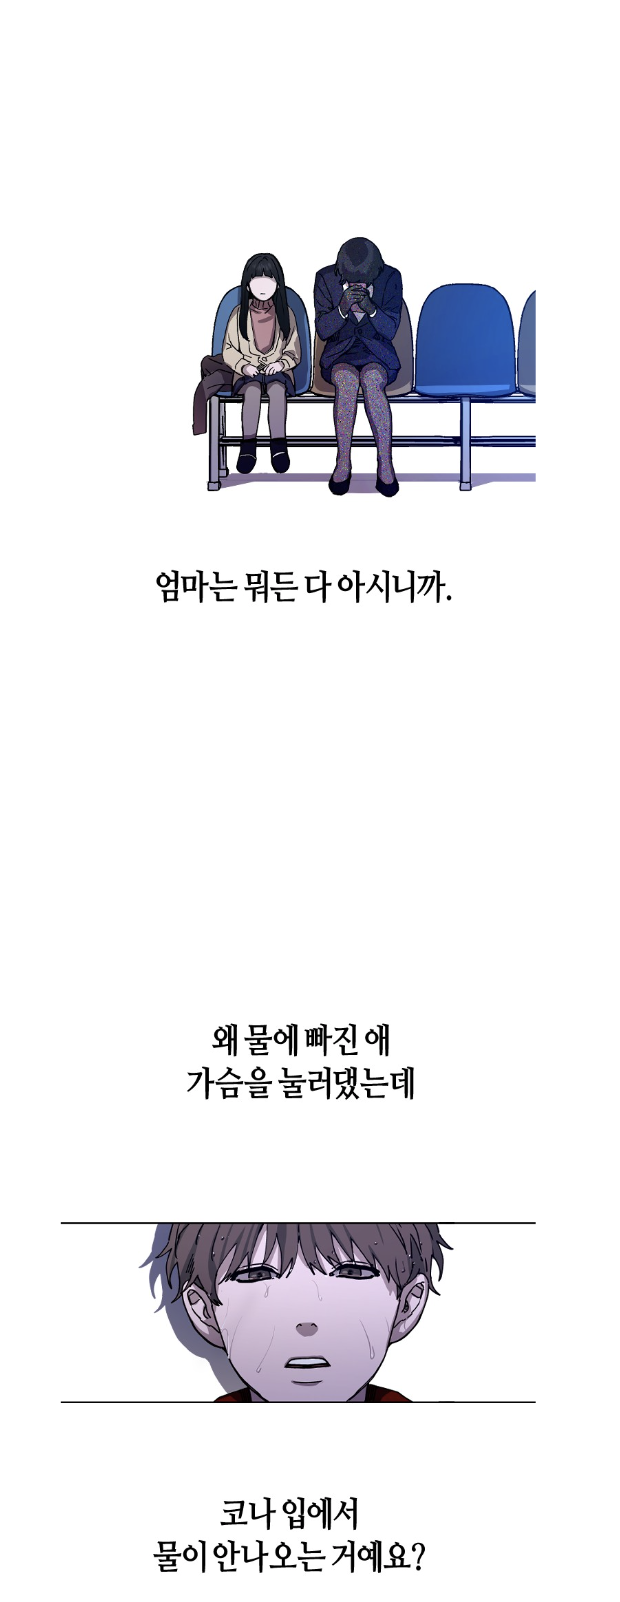 엄마는 뭐든 다 아시니까.
왜 물에 빠진 애
가슴을 눌러댔는데
코나 입에서
물이 안나오는 거예요?